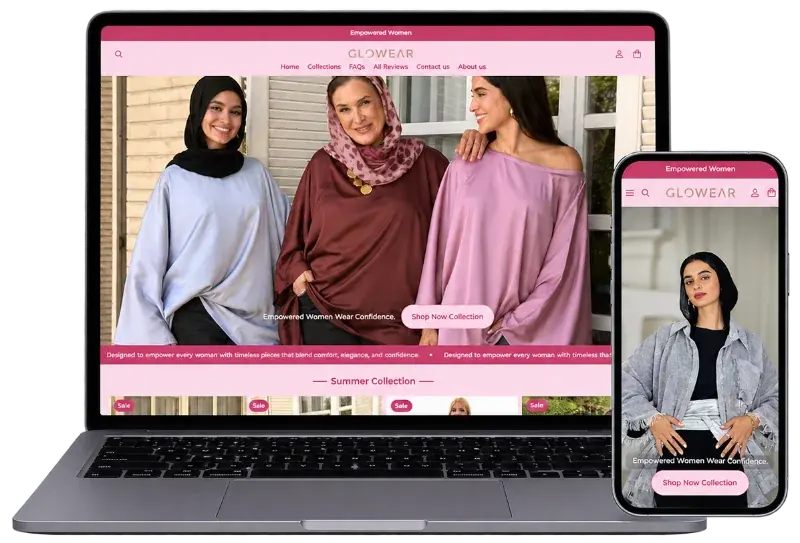 Empowered Women
GLOWEAR
Home Collections FAQs All Reviews Contact us About us
Empowered Women Wear Confidence. Shop Now Collection
Designed to empower every woman with timeless pieces that blend comfort, elegance, and confidence. • Designed to empower every woman with timeless pieces that
Summer Collection
Sale Sale Sale Sale
Empowered Women
GLOWEAR
Empowered Women Wear Confidence.
Shop Now Collection